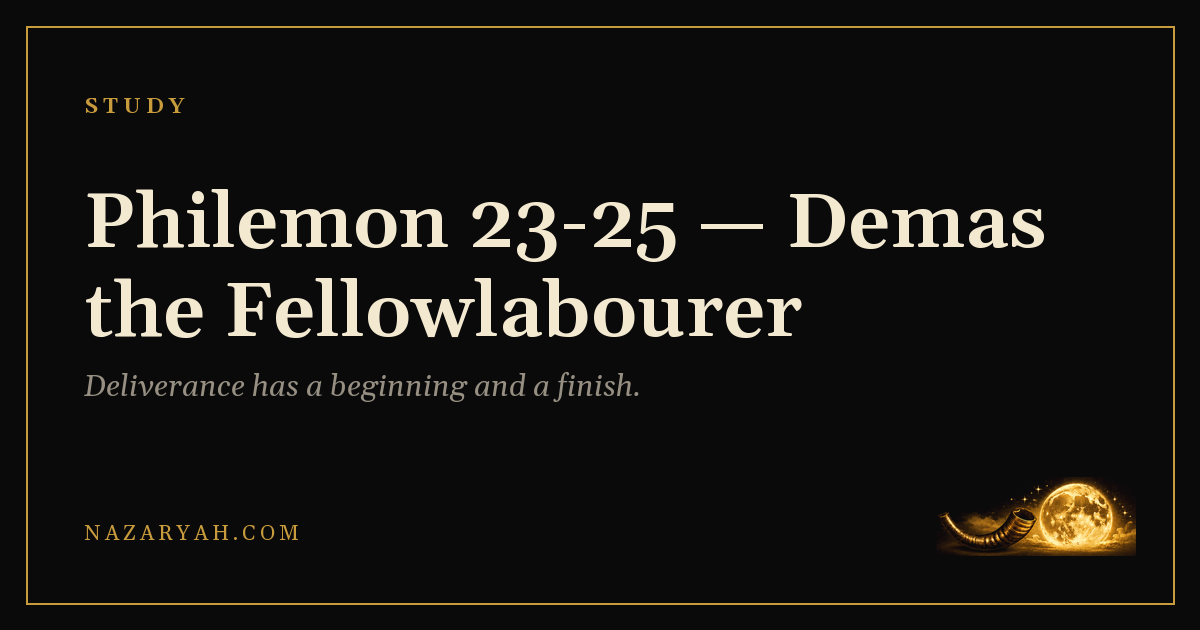 STUDY
Philemon 23-25 — Demas
the Fellowlabourer
Deliverance has a beginning and a finish.
NAZARYAH.COM